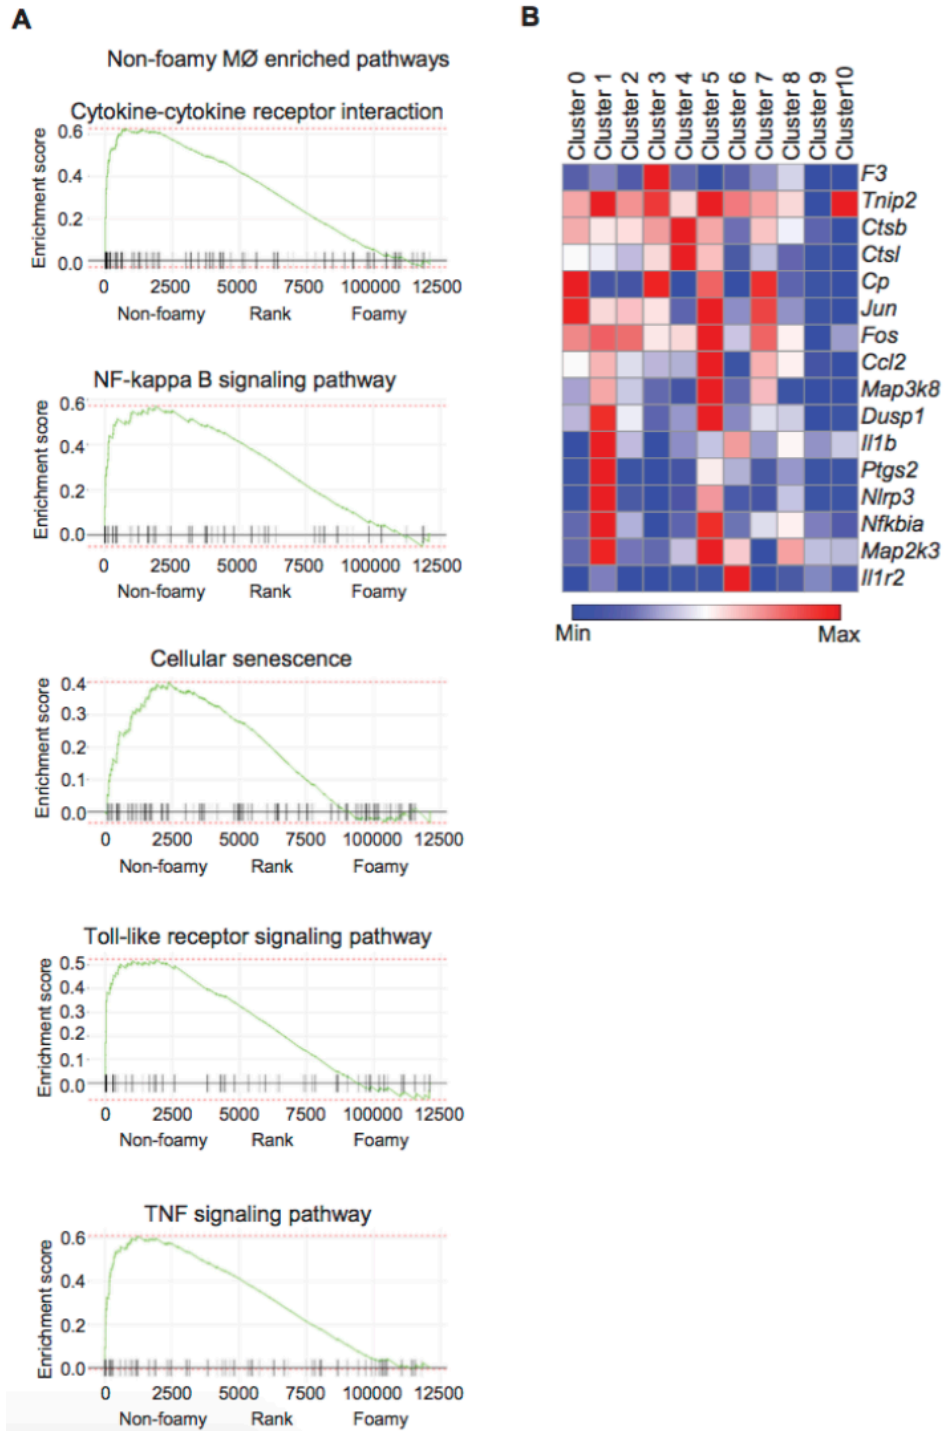 A
Non-foamy MØ enriched pathways
Cytokine-cytokine receptor interaction
Enrichment score
0.6
0.4
0.2
0.0
0 2500 5000 7500 100000 12500
Non-foamy Rank Foamy
NF-kappa B signaling pathway
Enrichment score
0.6
0.4
0.2
0.0
0 2500 5000 7500 100000 12500
Non-foamy Rank Foamy
Cellular senescence
Enrichment score
0.4
0.3
0.2
0.1
0.0
0 2500 5000 7500 100000 12500
Non-foamy Rank Foamy
Toll-like receptor signaling pathway
Enrichment score
0.5
0.4
0.3
0.2
0.1
0.0
0 2500 5000 7500 100000 12500
Non-foamy Rank Foamy
TNF signaling pathway
Enrichment score
0.6
0.4
0.2
0.0
0 2500 5000 7500 100000 12500
Non-foamy Rank Foamy
B
Cluster 0
Cluster 1
Cluster 2
Cluster 3
Cluster 4
Cluster 5
Cluster 6
Cluster 7
Cluster 8
Cluster 9
Cluster10
F3
Tnip2
Ctsb
Ctsl
Cp
Jun
Fos
Ccl2
Map3k8
Dusp1
Il1b
Ptgs2
Nlrp3
Nfkbia
Map2k3
Il1r2
Min Max